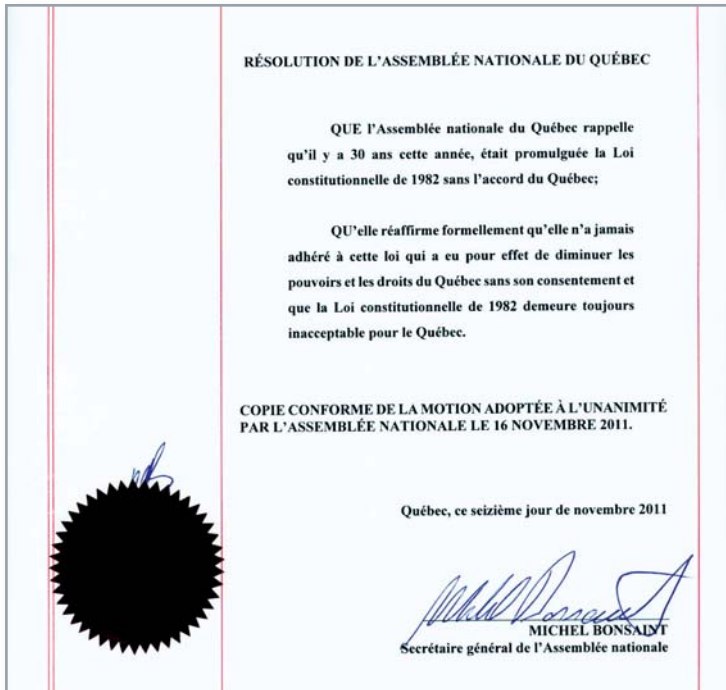 RÉSOLUTION DE L'ASSEMBLÉE NATIONALE DU QUÉBEC
QUE l'Assemblée nationale du Québec rappelle
qu'il y a 30 ans cette année, était promulguée la Loi
constitutionnelle de 1982 sans l'accord du Québec;
QU'elle réaffirme formellement qu'elle n'a jamais
adhéré à cette loi qui a eu pour effet de diminuer les
pouvoirs et les droits du Québec sans son consentement et
que la Loi constitutionnelle de 1982 demeure toujours
inacceptable pour le Québec.
COPIE CONFORME DE LA MOTION ADOPTÉE À L'UNANIMITÉ
PAR L'ASSEMBLÉE NATIONALE LE 16 NOVEMBRE 2011.
Québec, ce seizième jour de novembre 2011
Michel Bonsaint
MICHEL BONSAINT
Secrétaire général de l'Assemblée nationale